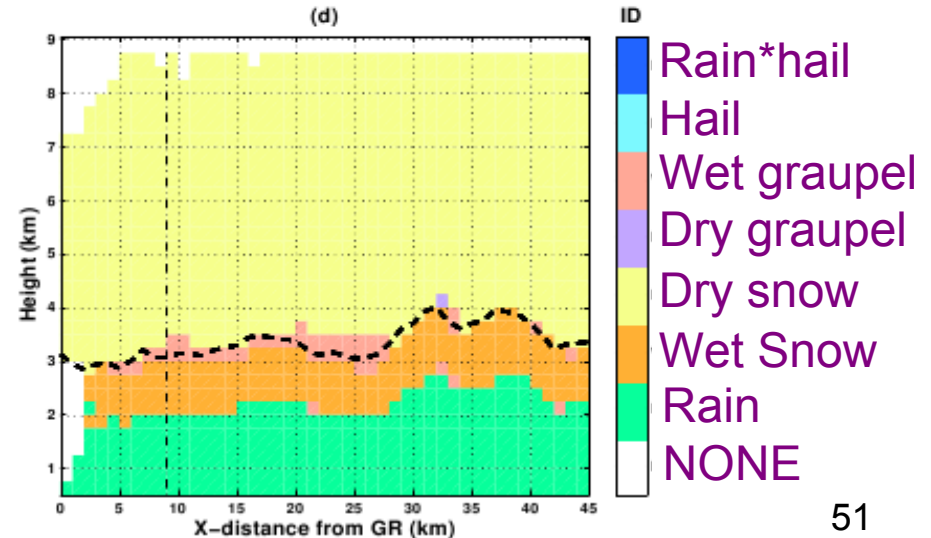 (d)
ID
9
8
7
6
5
4
3
2
1
Height (km)
0 5 10 15 20 25 30 35 40 45
X−distance from GR (km)
Rain*hail
Hail
Wet graupel
Dry graupel
Dry snow
Wet Snow
Rain
NONE
51